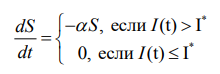 dS/dt = { −αS, если I(t) > I*
0, если I(t) ≤ I*